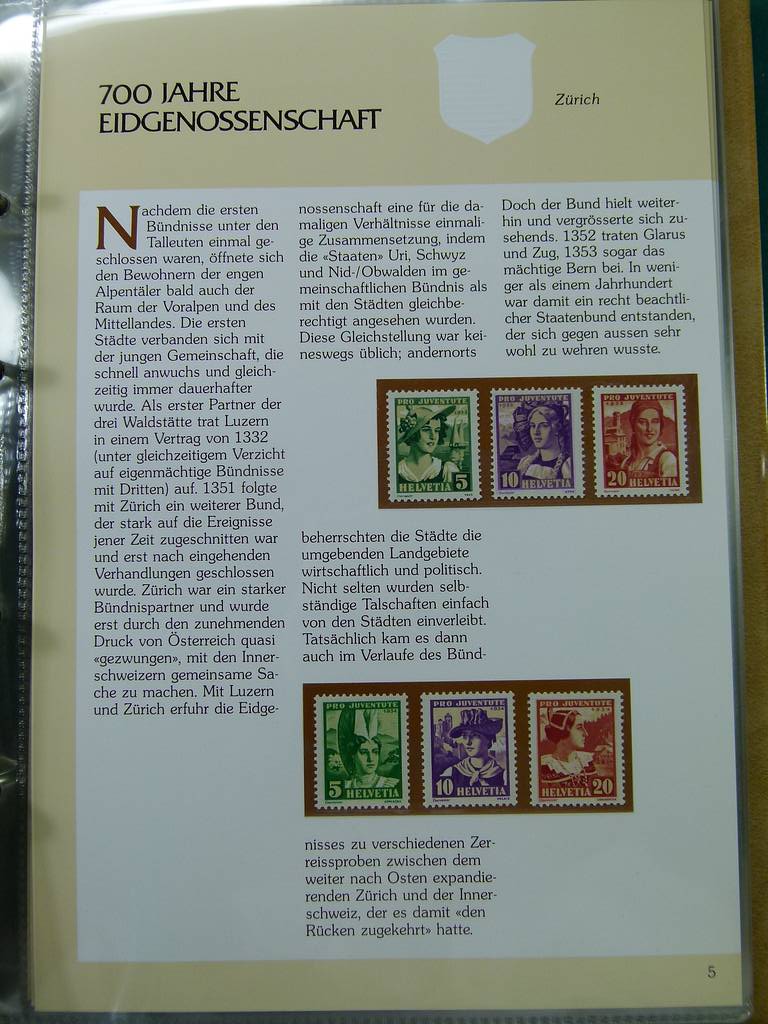 700 JAHRE
EIDGENOSSENSCHAFT
Zürich
Nachdem die ersten
Bündnisse unter den
Talleuten einmal ge-
schlossen waren, öffnete sich
den Bewohnern der engen
Alpentäler bald auch der
Raum der Voralpen und des
Mittellandes. Die ersten
Städte verbanden sich mit
der jungen Gemeinschaft, die
schnell anwuchs und gleich-
zeitig immer dauerhafter
wurde. Als erster Partner der
drei Waldstätte trat Luzern
in einem Vertrag von 1332
(unter gleichzeitigem Verzicht
auf eigenmächtige Bündnisse
mit Dritten) auf. 1351 folgte
mit Zürich ein weiterer Bund,
der stark auf die Ereignisse
jener Zeit zugeschnitten war
und erst nach eingehenden
Verhandlungen geschlossen
wurde. Zürich war ein starker
Bündnispartner und wurde
erst durch den zunehmenden
Druck von Österreich quasi
«gezwungen», mit den Inner-
schweizern gemeinsame Sa-
che zu machen. Mit Luzern
und Zürich erfuhr die Eidge-
nossenschaft eine für die da-
maligen Verhältnisse einmali-
ge Zusammensetzung, indem
die «Staaten» Uri, Schwyz
und Nid-/Obwalden im ge-
meinschaftlichen Bündnis als
mit den Städten gleichbe-
rechtigt angesehen wurden.
Diese Gleichstellung war kei-
neswegs üblich; andernorts
beherrschten die Städte die
umgebenden Landgebiete
wirtschaftlich und politisch.
Nicht selten wurden selb-
ständige Talschaften einfach
von den Städten einverleibt.
Tatsächlich kam es dann
auch im Verlaufe des Bünd-
nisses zu verschiedenen Zer-
reissproben zwischen dem
weiter nach Osten expandie-
renden Zürich und der Inner-
schweiz, der es damit «den
Rücken zugekehrt» hatte.
Doch der Bund hielt weiter-
hin und vergrösserte sich zu-
sehends. 1352 traten Glarus
und Zug, 1353 sogar das
mächtige Bern bei. In weni-
ger als einem Jahrhundert
war damit ein recht beachtli-
cher Staatenbund entstanden,
der sich gegen aussen sehr
wohl zu wehren wusste.
PRO JUVENTUTE
1933
5
HELVETIA
PRO JUVENTUTE
1933
10
HELVETIA
PRO JUVENTUTE
1933
20
HELVETIA
PRO JUVENTUTE
1934
5
HELVETIA
PRO JUVENTUTE
1934
10
HELVETIA
PRO JUVENTUTE
1934
HELVETIA 20
5